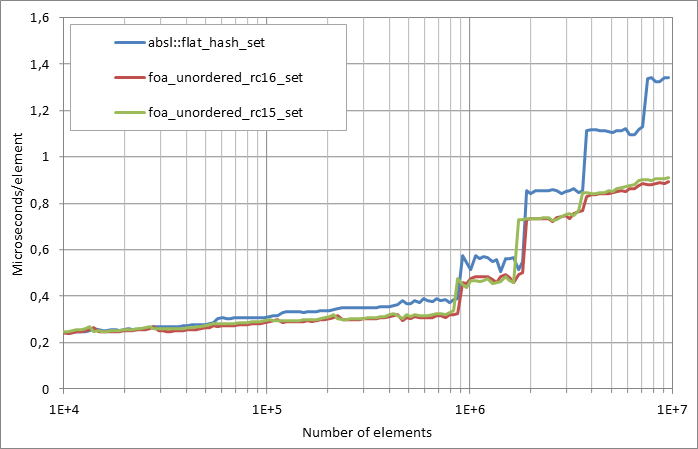 1,6
1,4
1,2
1
0,8
0,6
0,4
0,2
0
Microseconds/element
absl::flat_hash_set
foa_unordered_rc16_set
foa_unordered_rc15_set
1E+4
1E+5
1E+6
1E+7
Number of elements